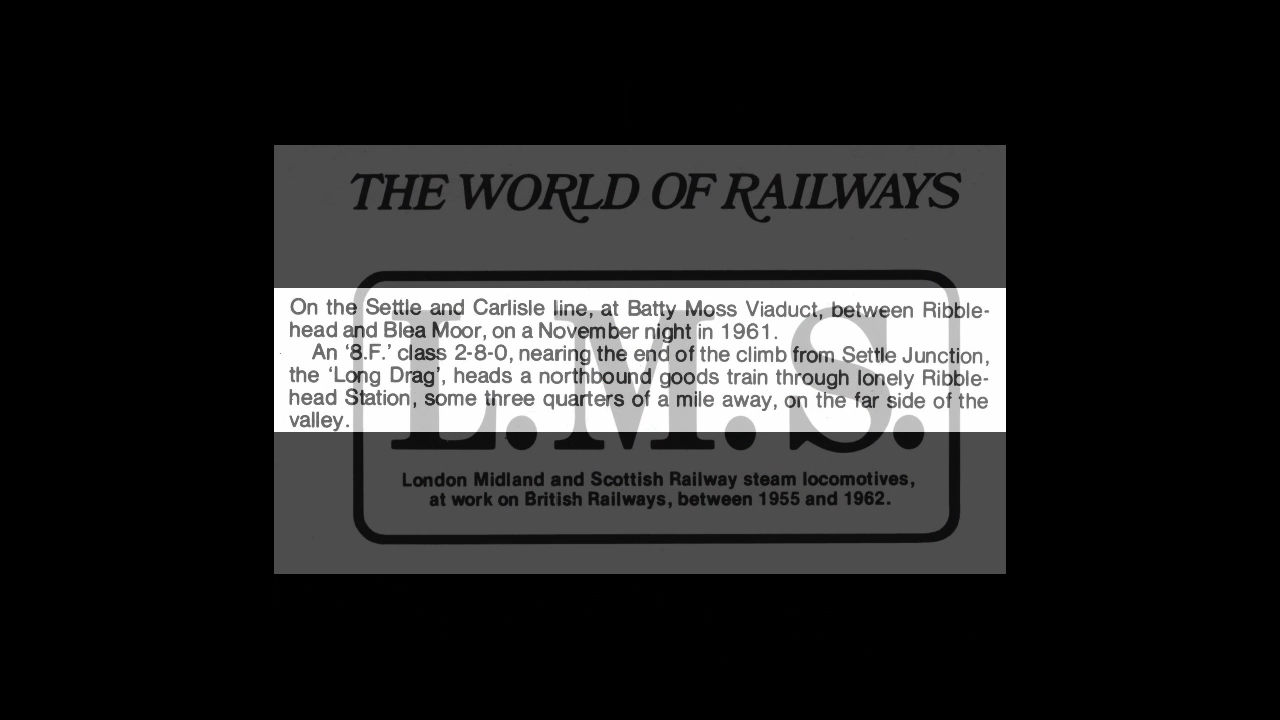 THE WORLD OF RAILWAYS
On the Settle and Carlisle line, at Batty Moss Viaduct, between Ribble-
head and Blea Moor, on a November night in 1961.
An ‘8.F.’ class 2-8-0, nearing the end of the climb from Settle Junction,
the ‘Long Drag’, heads a northbound goods train through lonely Ribble-
head Station, some three quarters of a mile away, on the far side of the
valley.
L.M.S.
London Midland and Scottish Railway steam locomotives,
at work on British Railways, between 1955 and 1962.